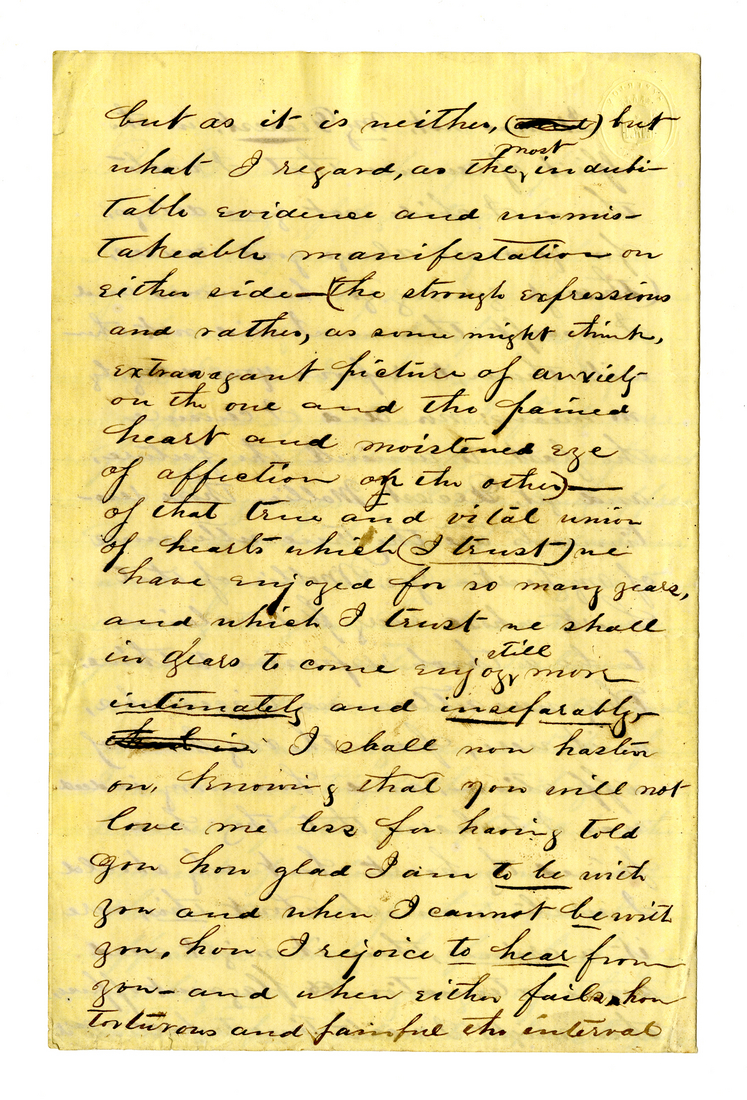 but as it is neither, (and) but
what I regard, as the most indubi-
table evidence and unmis-
takeable manifestation on
either side—(the strong expressions
and rather, as some might think,
extravagant picture of anxiety
on the one and the pained
heart and moistened eye
of affection on the other)—
of that true and vital union
of hearts which (I trust) we
have enjoyed for so many years,
and which I trust we shall
in years to come enjoy still more
intimately and inseparably-
I shall now hasten
on, knowing that you will not
love me less for having told
you how glad I am to be with
you and when I cannot be with
you, how I rejoice to hear from
you - and when either fails, how
torturous and painful the interval